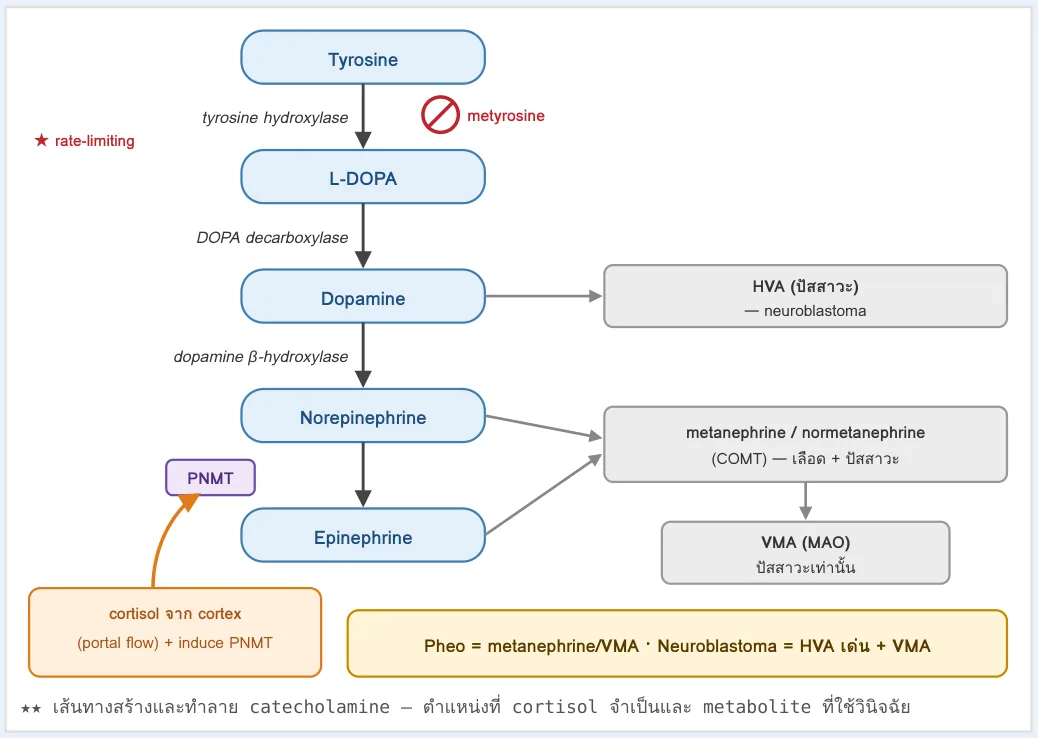 Tyrosine
tyrosine hydroxylase
metyrosine
★ rate-limiting
L-DOPA
DOPA decarboxylase
Dopamine
HVA (ปัสสาวะ)
— neuroblastoma
dopamine β-hydroxylase
Norepinephrine
metanephrine / normetanephrine
(COMT) — เลือด + ปัสสาวะ
PNMT
Epinephrine
VMA (MAO)
ปัสสาวะเท่านั้น
cortisol จาก cortex
(portal flow) + induce PNMT
Pheo = metanephrine/VMA · Neuroblastoma = HVA เด่น + VMA
★★ เส้นทางสร้างและทำลาย catecholamine — ตำแหน่งที่ cortisol จำเป็นและ metabolite ที่ใช้วินิจฉัย